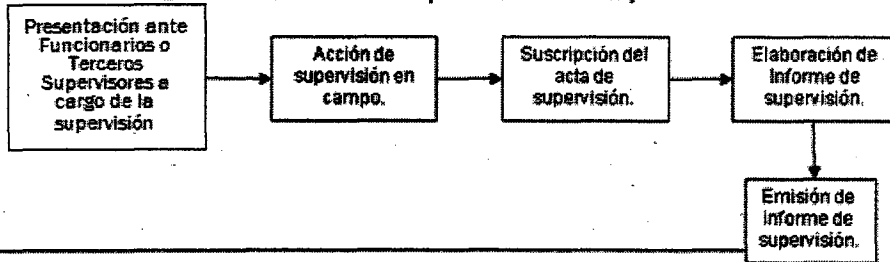 Presentación ante
Funcionarios o
Terceros
Supervisores a
cargo de la
supervisión
Acción de
supervisión en
campo.
Suscripción del
acta de
supervisión.
Elaboración de
Informe de
supervisión.
Emisión de
Informe de
supervisión.